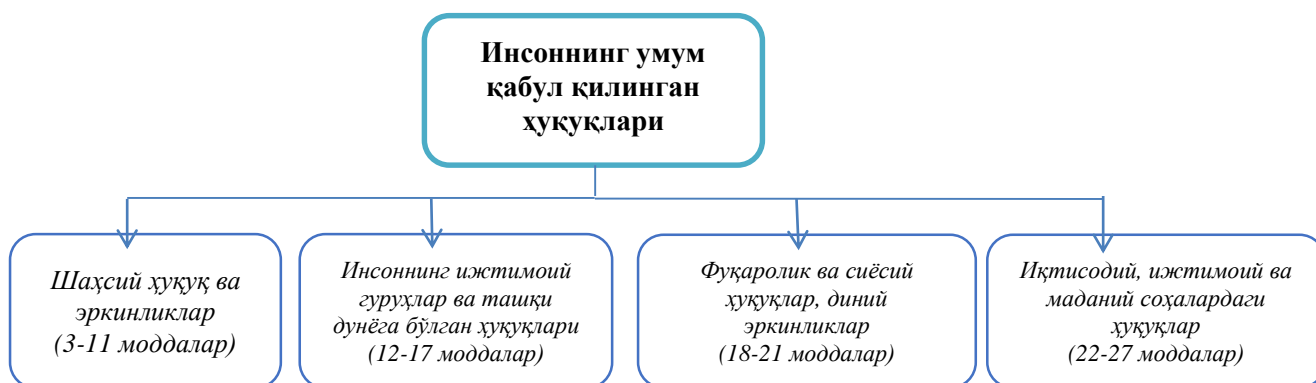 Инсоннинг умум
қабул қилинган
ҳуқуқлари
Шаҳсий ҳуқуқ ва
эркинликлар
(3-11 моддалар)
Инсоннинг ижтимоий
гуруҳлар ва ташқи
дунёга бўлган ҳуқуқлари
(12-17 моддалар)
Фуқаролик ва сиёсий
ҳуқуқлар, диний
эркинликлар
(18-21 моддалар)
Иқтисодий, ижтимоий ва
маданий соҳалардаги
ҳуқуқлар
(22-27 моддалар)